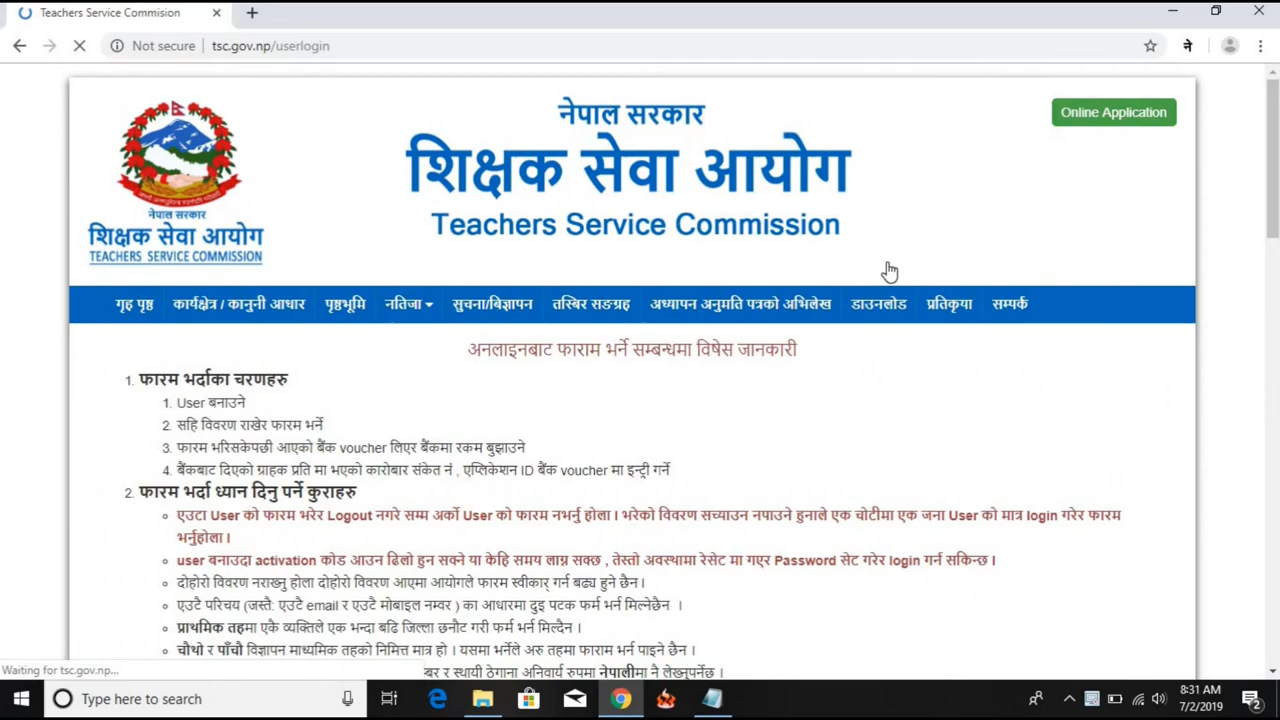 Teachers Service Commision
Not secure
tsc.gov.np/userlogin
नेपाल सरकार
शिक्षक सेवा आयोग
Teachers Service Commission
Online Application
नेपाल सरकार
शिक्षक सेवा आयोग
TEACHERS SERVICE COMMISSION
गृह पृष्ठ कार्यक्षेत्र / कानुनी आधार पृष्ठभूमि नतिजा सुचना/बिज्ञापन तस्बिर सङग्रह अध्यापन अनुमति पत्रको अभिलेख डाउनलोड प्रतिकृया सम्पर्क
अनलाइनबाट फाराम भर्ने सम्बन्धमा विषेस जानकारी
1. फारम भर्दाका चरणहरु
1. User बनाउने
2. सहि विवरण राखेर फारम भर्ने
3. फारम भरिसकेपछी आएको बैंक voucher लिएर बैंकमा रकम बुझाउने
4. बैंकबाट दिएको ग्राहक प्रति मा भएको कारोबार संकेत नं , एप्लिकेशन ID बैंक voucher मा इन्ट्री गर्ने
2. फारम भर्दा ध्यान दिनु पर्ने कुराहरु
एउटा User को फारम भरेर Logout नगरे सम्म अर्को User को फारम नभर्नु होला । भरेको विवरण सच्याउन नपाउने हुनाले एक चोटीमा एक जना User को मात्र login गरेर फारम
भर्नुहोला ।
user बनाउदा activation कोड आउन ढिलो हुन सक्ने या केहि समय लाग्न सक्छ , तेस्तो अवस्थामा रेसेट मा गएर Password सेट गरेर login गर्न सकिन्छ ।
दोहोरो विवरण नराख्नु होला दोहोरो विवरण आएमा आयोगले फारम स्वीकार् गर्न बढ्य हुने छैन ।
एउटै परिचय (जस्तै: एउटै email र एउटै मोबाइल नम्वर ) का आधारमा दुइ पटक फर्म भर्न मिल्नेछैन ।
प्राथमिक तहमा एकै व्यक्तिले एक भन्दा बढि जिल्ला छनौट गरी फर्म भर्न मिल्दैन ।
चौथो र पाँचौ विज्ञापन माध्यमिक तहको निमित्त मात्र हो । यसमा भर्नेले अरु तहमा फाराम भर्न पाइने छैन ।
म्बर र स्थायी ठेगाना अनिवार्य रुपमा नेपालीमा नै लेख्नुपर्नेछ ।
Waiting for tsc.gov.np...
Type here to search
8:31 AM
7/2/2019
ने
2